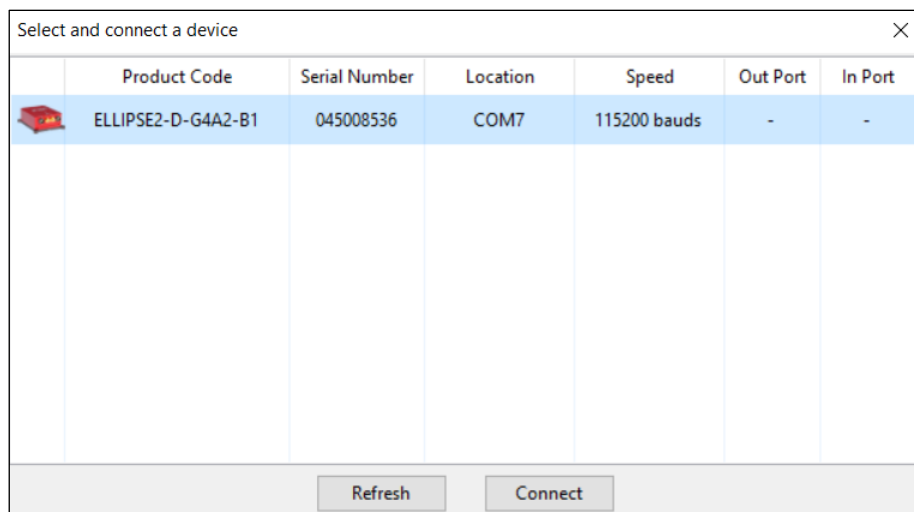 Select and connect a device
Product Code Serial Number Location Speed Out Port In Port
ELLIPSE2-D-G4A2-B1 045008536 COM7 115200 bauds - -
Refresh Connect